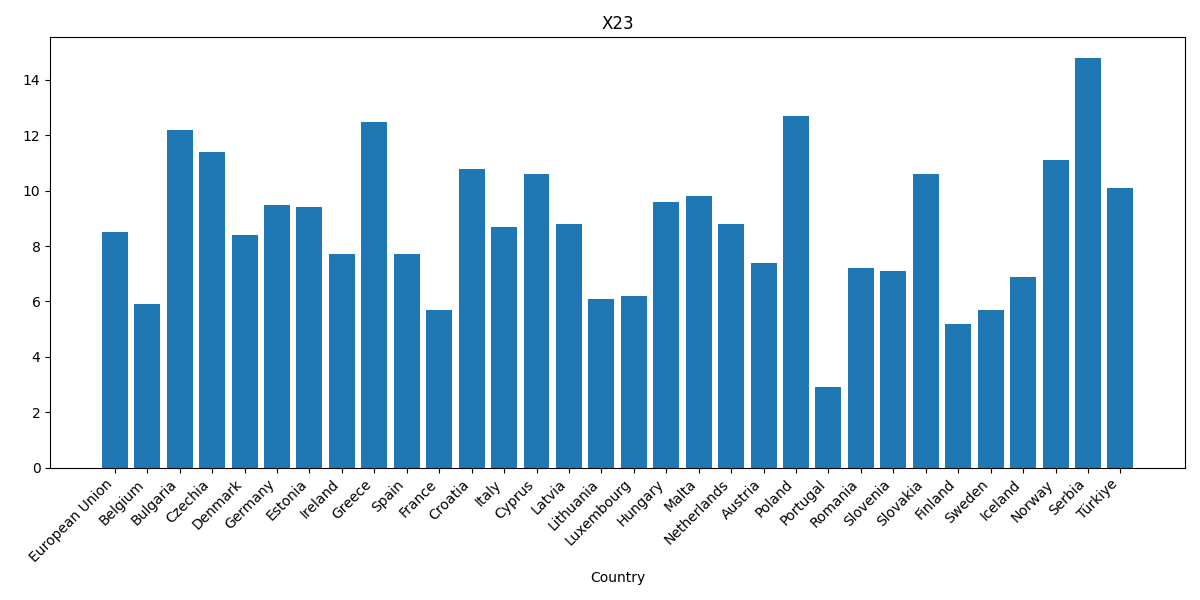 X23
14
12
10
8
6
4
2
0
European Union
Belgium
Bulgaria
Czechia
Denmark
Germany
Estonia
Ireland
Greece
Spain
France
Croatia
Italy
Cyprus
Latvia
Lithuania
Luxembourg
Hungary
Malta
Netherlands
Austria
Poland
Portugal
Romania
Slovenia
Slovakia
Finland
Sweden
Iceland
Norway
Serbia
Türkiye
Country